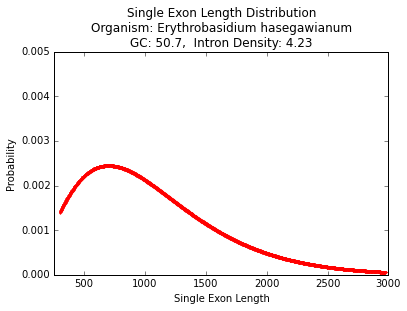 Single Exon Length Distribution
Organism: Erythrobasidium hasegawianum
GC: 50.7,  Intron Density: 4.23
0.005
0.004
0.003
0.002
0.001
0.000
Probability
500 1000 1500 2000 2500 3000
Single Exon Length